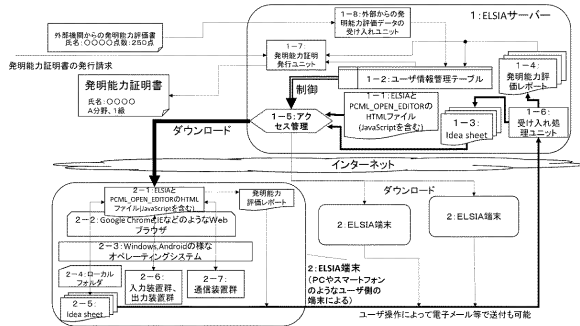 外部機関からの発明能力評価書
氏名:〇〇〇〇点数:250点
発明能力証明書の発行請求
発明能力証明書
氏名:〇〇〇〇
A分野、1級
1:ELSIAサーバー
1-8:外部からの発
明能力評価データの
受け入れユニット
1-7:
発明能力証明
発行ユニット
1-4:
発明能力評
価レポート
1-2:ユーザ情報管理テーブル
制御
1-1:ELSIAと
PCML_OPEN_EDITORの
HTMLファイル
(JavaScriptを含む)
1-5:アク
セス管理
1-3:
Idea sheet
1-6:
受け入れ処
理ユニット
ダウンロード
インターネット
2-1:ELSIAと
PCML_OPEN_EDITORのHTML
ファイル(JavaScriptを含む)
発明能力
評価レポート
2-2:Google Chrome,IEなどのようなWeb
ブラウザ
2-3:Windows,Androidの様な
オペレーティングシステム
2-4:ローカル
フォルダ
2-5:
Idea sheet
2-6:
入力装置群、
出力装置群
2-7:
通信装置群
ダウンロード
2:ELSIA端末
2:ELSIA端末
2:ELSIA端末
(PCやスマートフォン
のようなユーザ側の
端末による)
ユーザ操作によって電子メール等で送付も可能